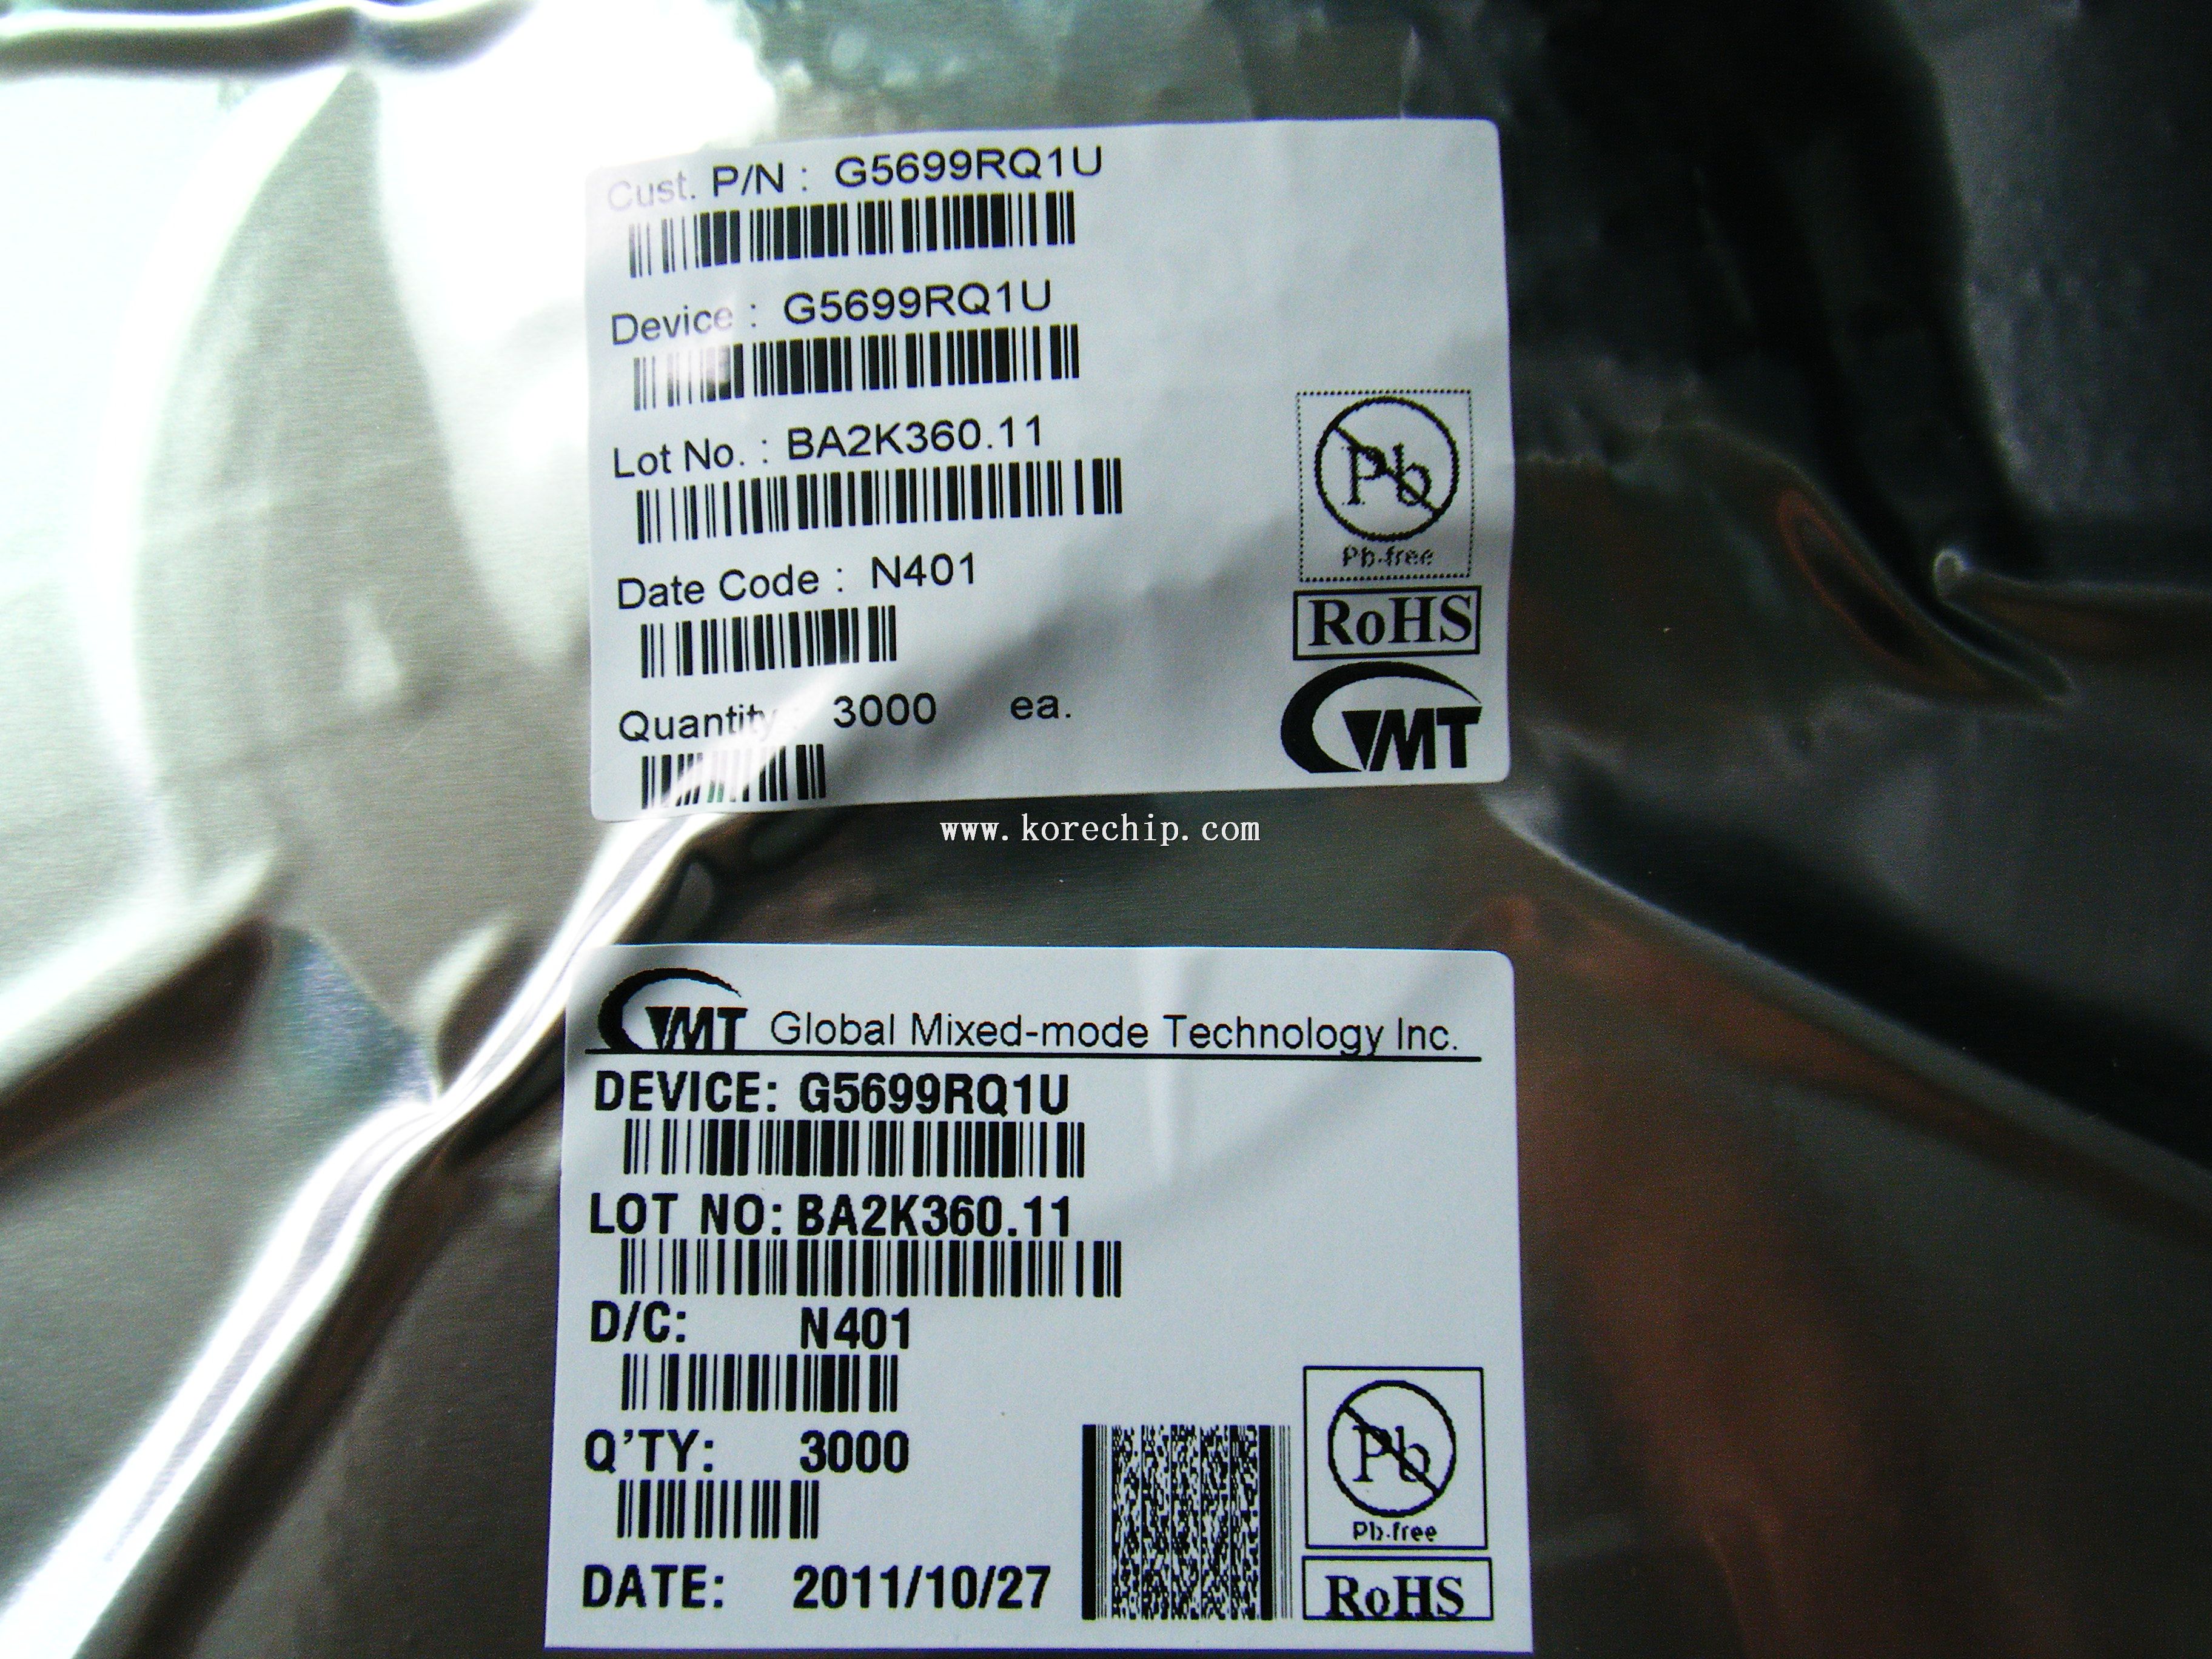 Cust. P/N : G5699RQ1U
Device : G5699RQ1U
Lot No. : BA2K360.11
Date Code : N401
Quantity : 3000 ea.
Pb
Pb-free
RoHS
GMT
www.korechip.com
GMT Global Mixed-mode Technology Inc.
DEVICE: G5699RQ1U
LOT NO: BA2K360.11
D/C: N401
Q'TY: 3000
DATE: 2011/10/27
Pb
Pb-free
RoHS